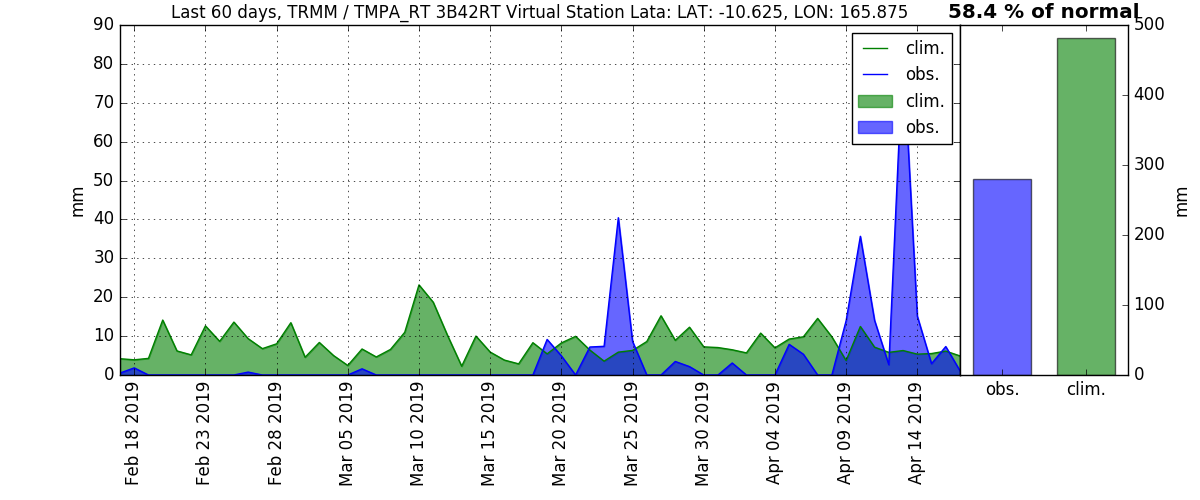 Last 60 days, TRMM / TMPA_RT 3B42RT Virtual Station Lata: LAT: -10.625, LON: 165.875
58.4 % of normal
90
80
70
60
50
40
30
20
10
0
mm
clim.
obs.
clim.
obs.
Feb 18 2019
Feb 23 2019
Feb 28 2019
Mar 05 2019
Mar 10 2019
Mar 15 2019
Mar 20 2019
Mar 25 2019
Mar 30 2019
Apr 04 2019
Apr 09 2019
Apr 14 2019
500
400
300
200
100
0
mm
obs.
clim.